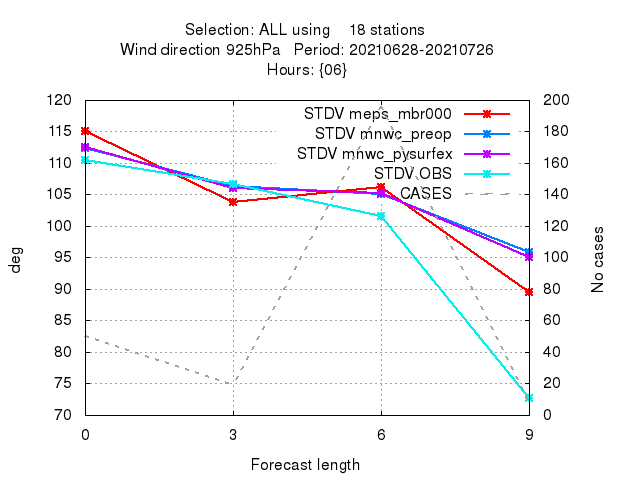 Selection: ALL using    18 stations
Wind direction 925hPa   Period: 20210628-20210726
Hours: {06}
120 200
STDV meps_mbr000
115 180
STDV mnwc_preop
STDV mnwc_pysurfex
110 160
STDV OBS
CASES
105 140
100 120
95 100
90 80
85 60
80 40
75 20
70 0
deg
No cases
0 3 6 9
Forecast length